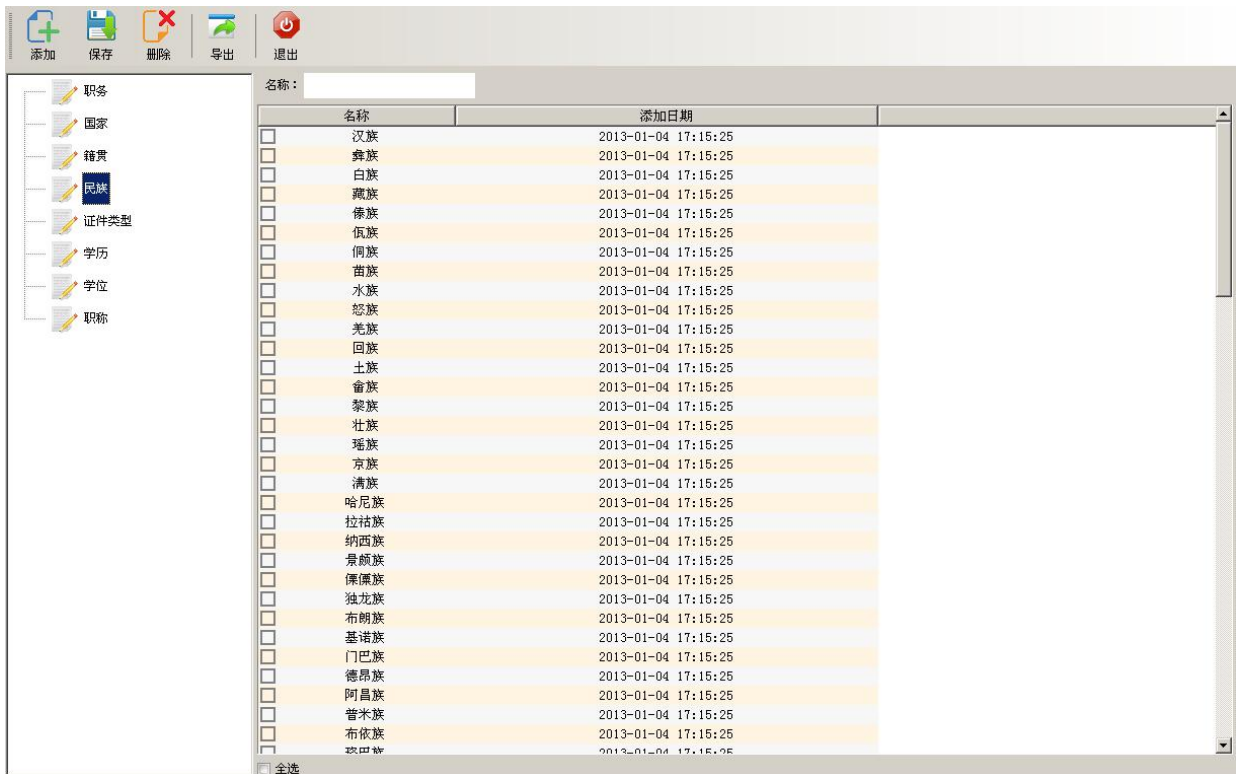 添加 保存 删除 导出 退出
职务
国家
籍贯
民族
证件类型
学历
学位
职称
名称：
名称 添加日期
汉族 2013-01-04 17:15:25
彝族 2013-01-04 17:15:25
白族 2013-01-04 17:15:25
藏族 2013-01-04 17:15:25
傣族 2013-01-04 17:15:25
佤族 2013-01-04 17:15:25
侗族 2013-01-04 17:15:25
苗族 2013-01-04 17:15:25
水族 2013-01-04 17:15:25
怒族 2013-01-04 17:15:25
羌族 2013-01-04 17:15:25
回族 2013-01-04 17:15:25
土族 2013-01-04 17:15:25
畲族 2013-01-04 17:15:25
黎族 2013-01-04 17:15:25
壮族 2013-01-04 17:15:25
瑶族 2013-01-04 17:15:25
京族 2013-01-04 17:15:25
满族 2013-01-04 17:15:25
哈尼族 2013-01-04 17:15:25
拉祜族 2013-01-04 17:15:25
纳西族 2013-01-04 17:15:25
景颇族 2013-01-04 17:15:25
傈僳族 2013-01-04 17:15:25
独龙族 2013-01-04 17:15:25
布朗族 2013-01-04 17:15:25
基诺族 2013-01-04 17:15:25
门巴族 2013-01-04 17:15:25
德昂族 2013-01-04 17:15:25
阿昌族 2013-01-04 17:15:25
普米族 2013-01-04 17:15:25
布依族 2013-01-04 17:15:25
珞巴族 2013-01-04 17:15:25
全选